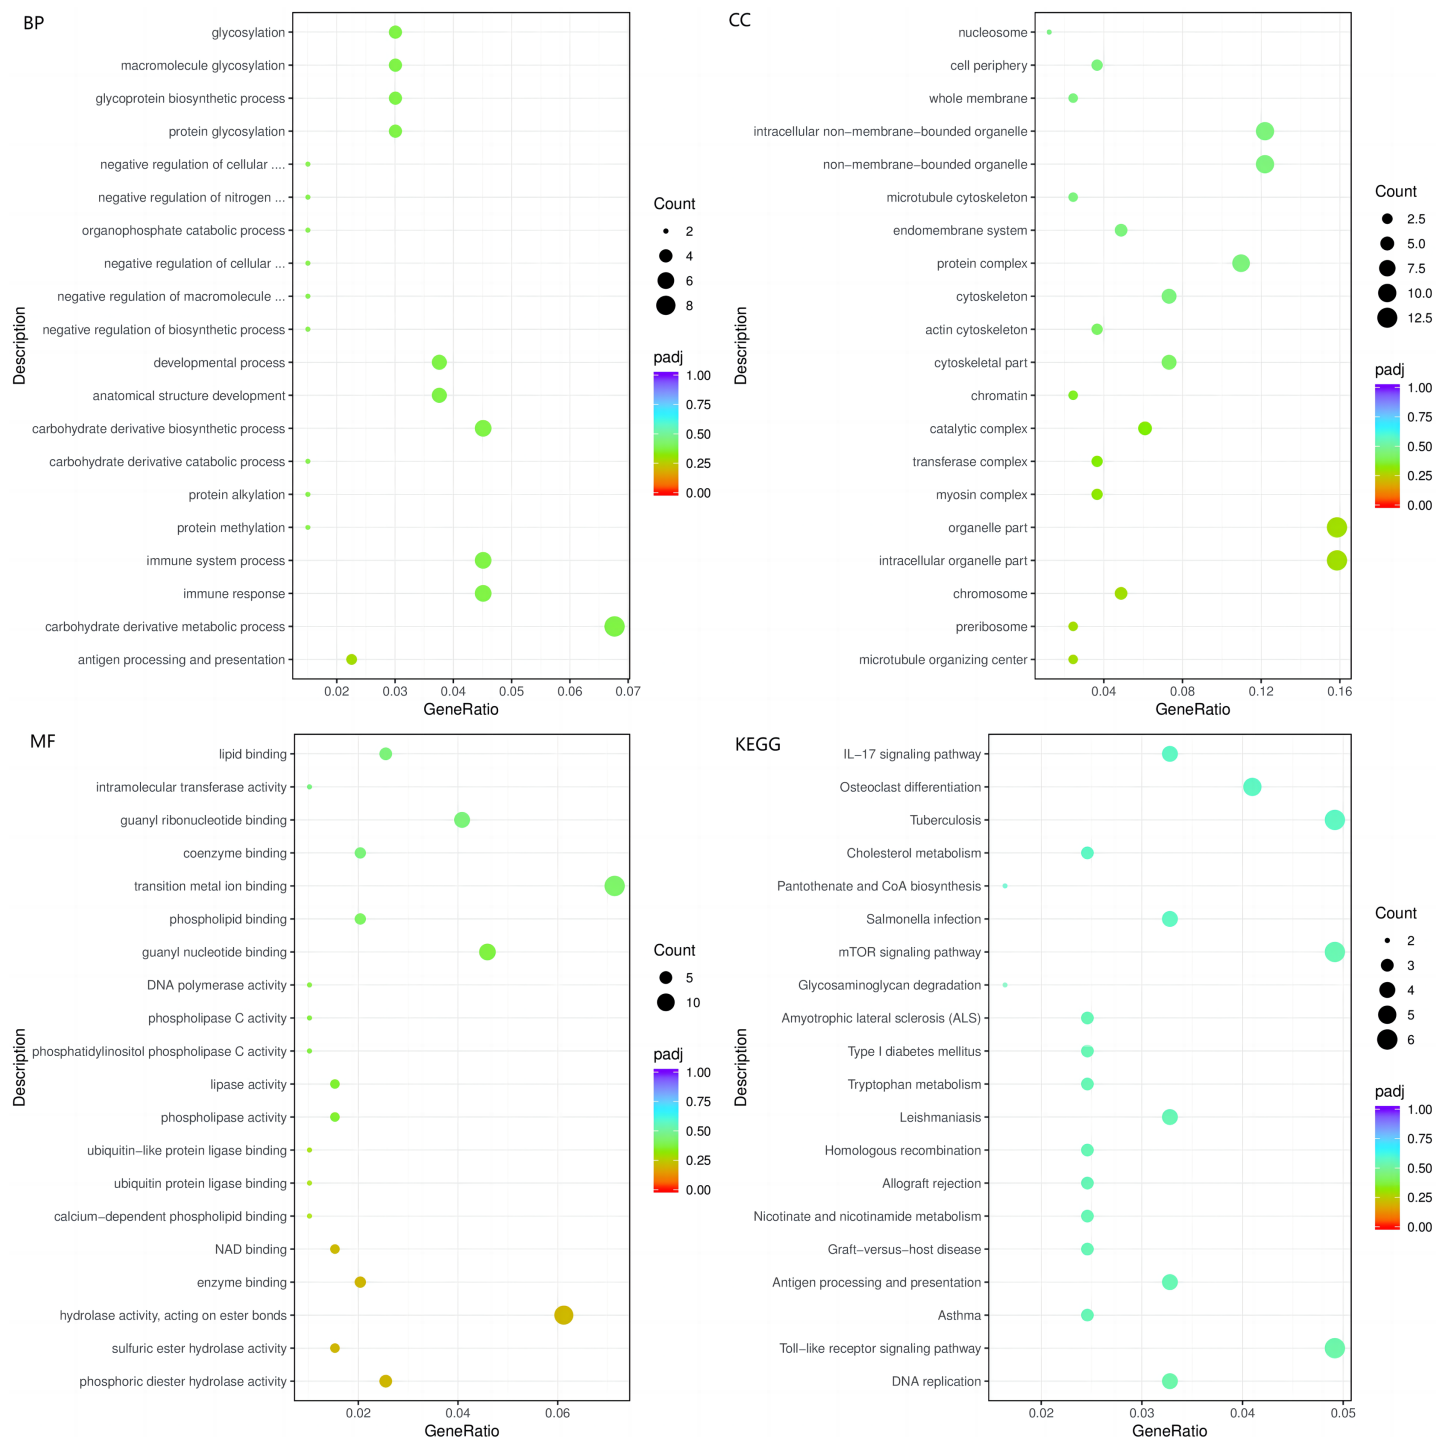 BP
glycosylation
macromolecule glycosylation
glycoprotein biosynthetic process
protein glycosylation
negative regulation of cellular ....
negative regulation of nitrogen ...
organophosphate catabolic process
negative regulation of cellular ...
negative regulation of macromolecule ...
negative regulation of biosynthetic process
developmental process
anatomical structure development
carbohydrate derivative biosynthetic process
carbohydrate derivative catabolic process
protein alkylation
protein methylation
immune system process
immune response
carbohydrate derivative metabolic process
antigen processing and presentation
Description
0.02 0.03 0.04 0.05 0.06 0.07
GeneRatio
Count
2
4
6
8
padj
1.00
0.75
0.50
0.25
0.00
CC
nucleosome
cell periphery
whole membrane
intracellular non−membrane−bounded organelle
non−membrane−bounded organelle
microtubule cytoskeleton
endomembrane system
protein complex
cytoskeleton
actin cytoskeleton
cytoskeletal part
chromatin
catalytic complex
transferase complex
myosin complex
organelle part
intracellular organelle part
chromosome
preribosome
microtubule organizing center
Description
0.04 0.08 0.12 0.16
GeneRatio
Count
2.5
5.0
7.5
10.0
12.5
padj
1.00
0.75
0.50
0.25
0.00
MF
lipid binding
intramolecular transferase activity
guanyl ribonucleotide binding
coenzyme binding
transition metal ion binding
phospholipid binding
guanyl nucleotide binding
DNA polymerase activity
phospholipase C activity
phosphatidylinositol phospholipase C activity
lipase activity
phospholipase activity
ubiquitin−like protein ligase binding
ubiquitin protein ligase binding
calcium−dependent phospholipid binding
NAD binding
enzyme binding
hydrolase activity, acting on ester bonds
sulfuric ester hydrolase activity
phosphoric diester hydrolase activity
Description
0.02 0.04 0.06
GeneRatio
Count
5
10
padj
1.00
0.75
0.50
0.25
0.00
KEGG
IL−17 signaling pathway
Osteoclast differentiation
Tuberculosis
Cholesterol metabolism
Pantothenate and CoA biosynthesis
Salmonella infection
mTOR signaling pathway
Glycosaminoglycan degradation
Amyotrophic lateral sclerosis (ALS)
Type I diabetes mellitus
Tryptophan metabolism
Leishmaniasis
Homologous recombination
Allograft rejection
Nicotinate and nicotinamide metabolism
Graft−versus−host disease
Antigen processing and presentation
Asthma
Toll−like receptor signaling pathway
DNA replication
Description
0.02 0.03 0.04 0.05
GeneRatio
Count
2
3
4
5
6
padj
1.00
0.75
0.50
0.25
0.00